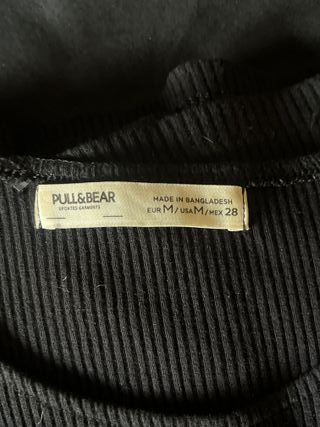 PULL&BEAR
UPDATED GARMENTS
MADE IN BANGLADESH
EUR M / USA M / MEX 28